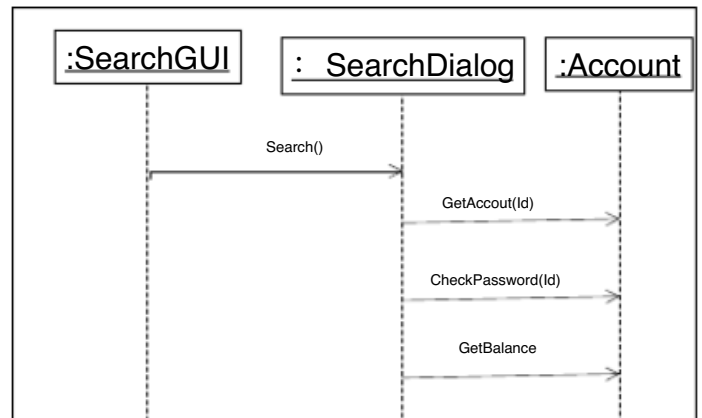 :SearchGUI
: SearchDialog
:Account
Search()
GetAccout(Id)
CheckPassword(Id)
GetBalance